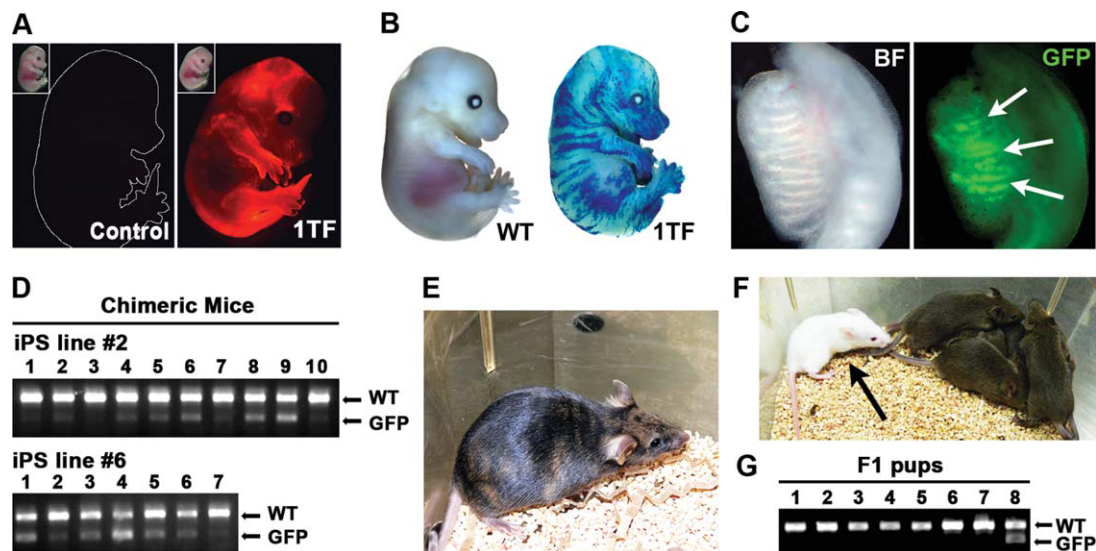 A
Control
1TF
B
WT
1TF
C
BF
GFP
D
Chimeric Mice
iPS line #2
1 2 3 4 5 6 7 8 9 10
WT
GFP
iPS line #6
1 2 3 4 5 6 7
WT
GFP
E
F
G
F1 pups
1 2 3 4 5 6 7 8
WT
GFP